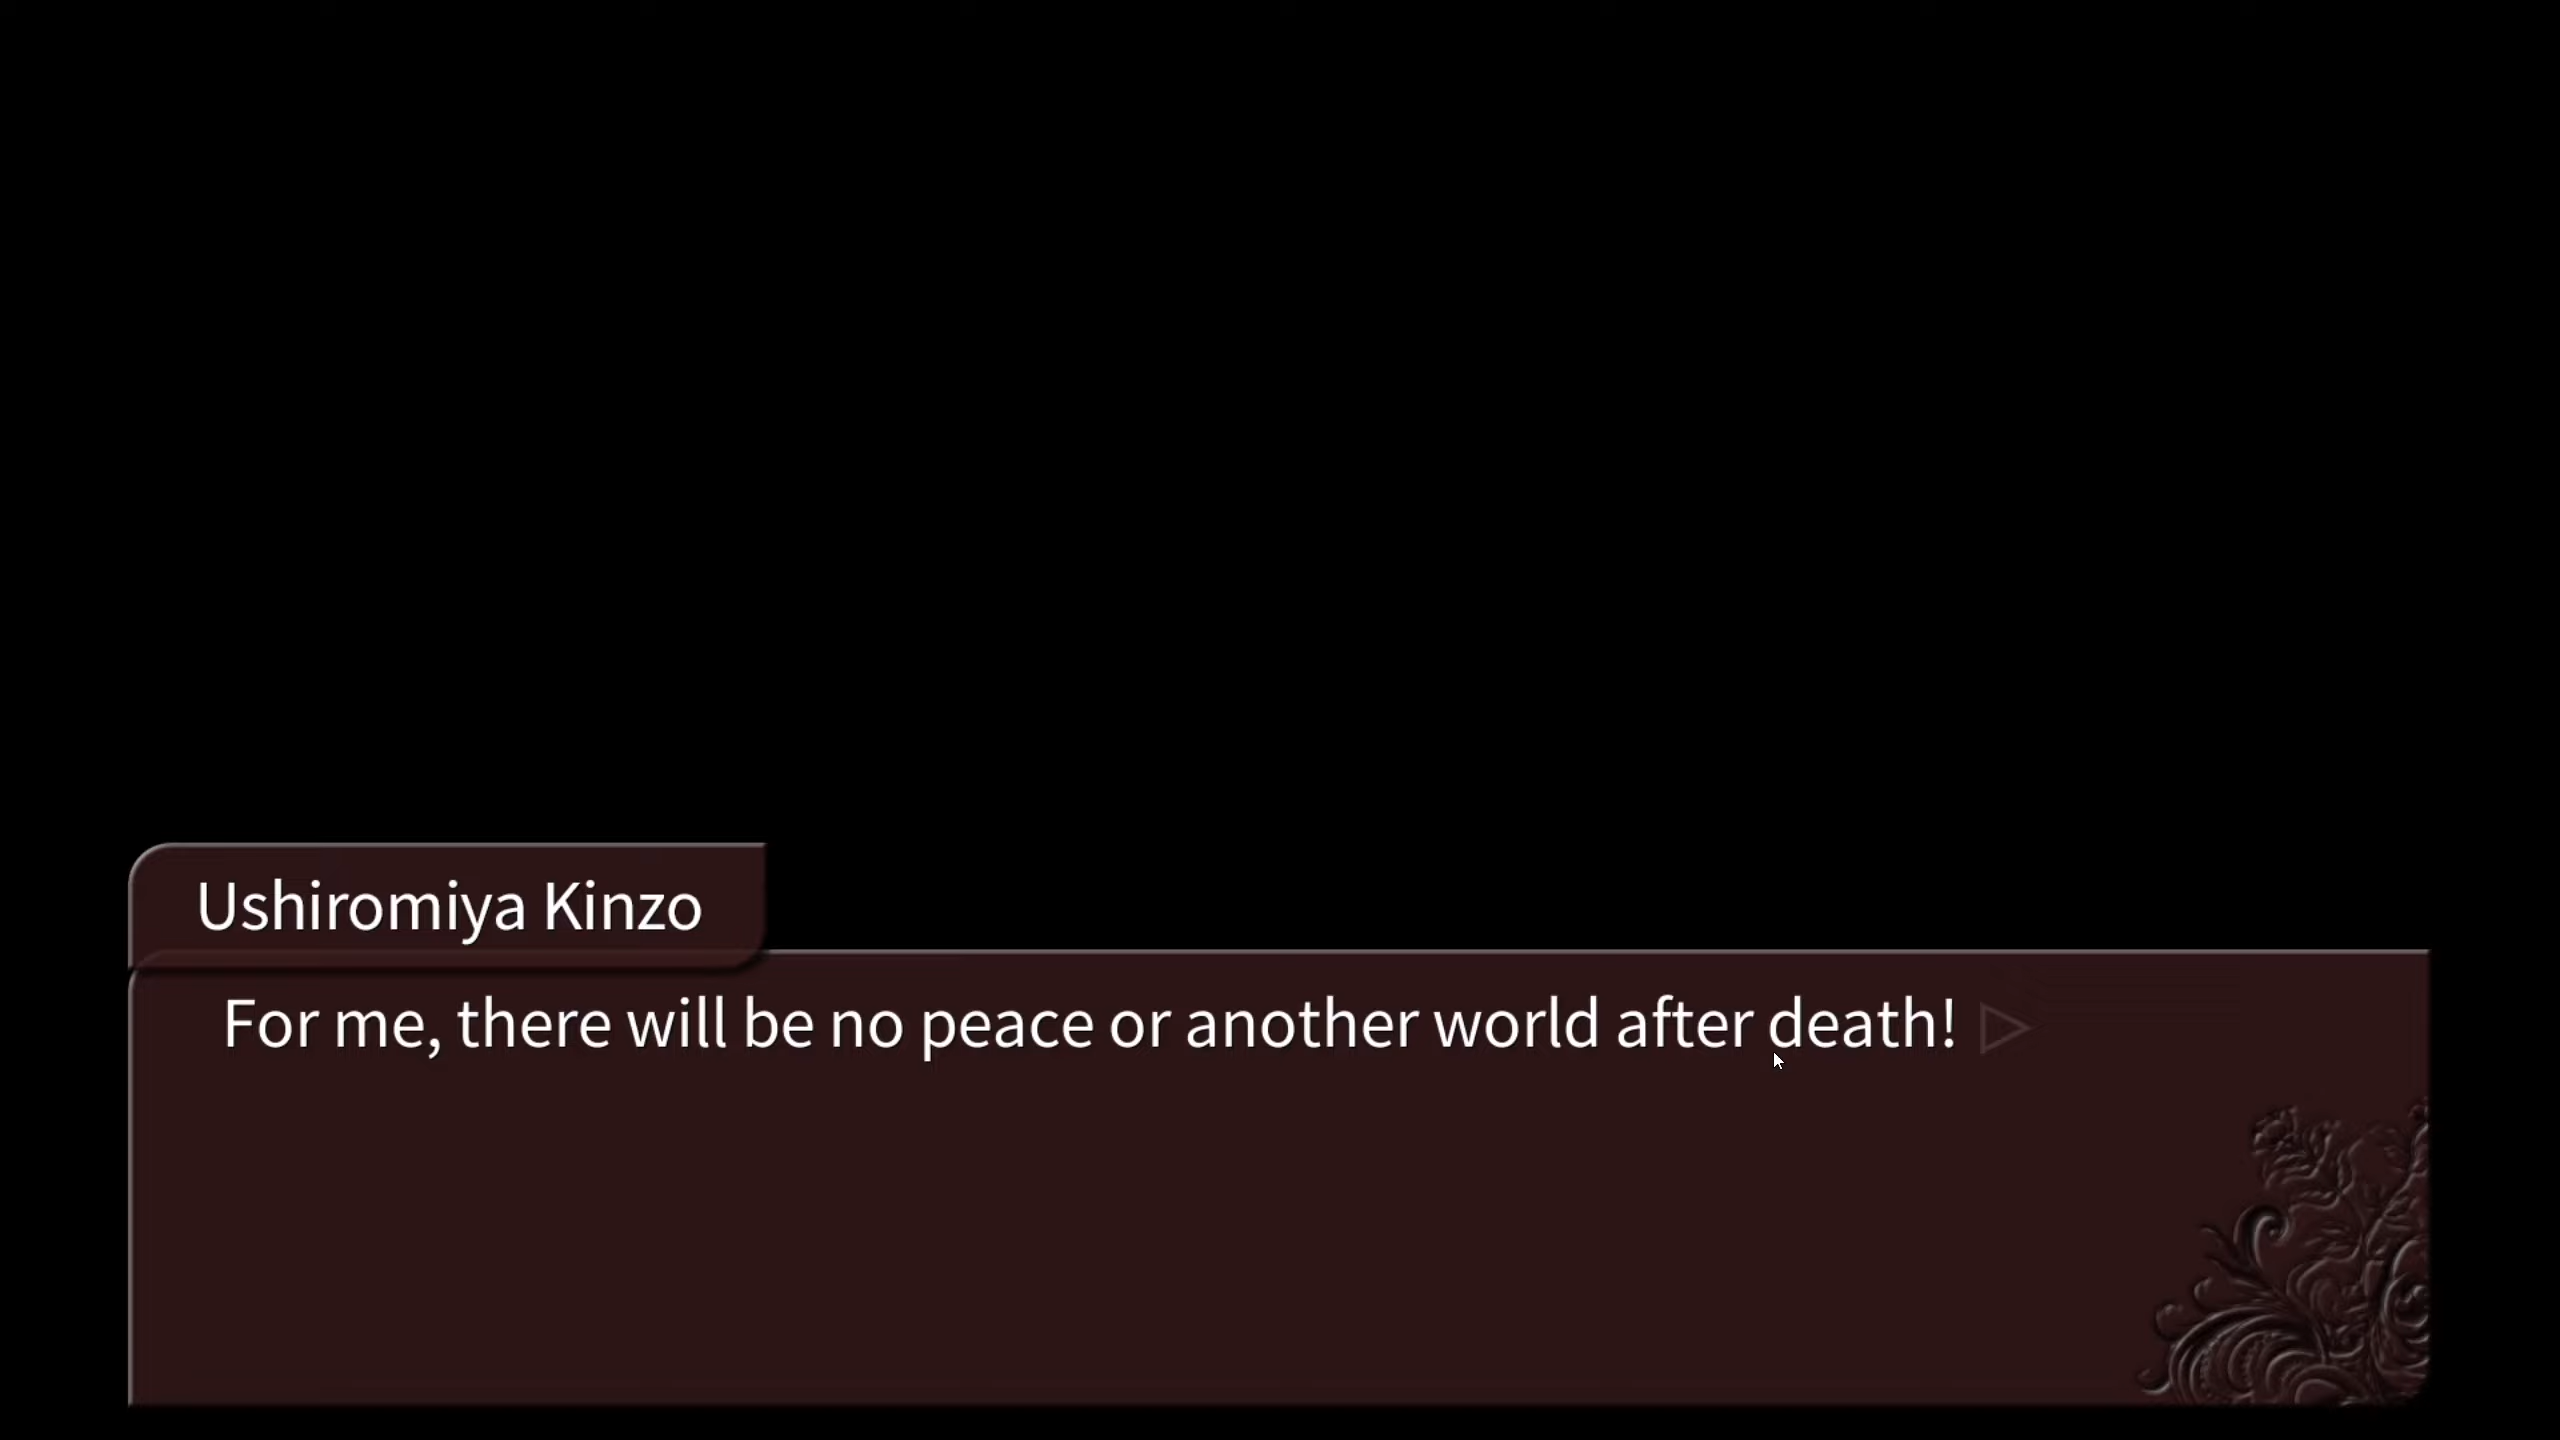 Ushiromiya Kinzo
For me, there will be no peace or another world after death!